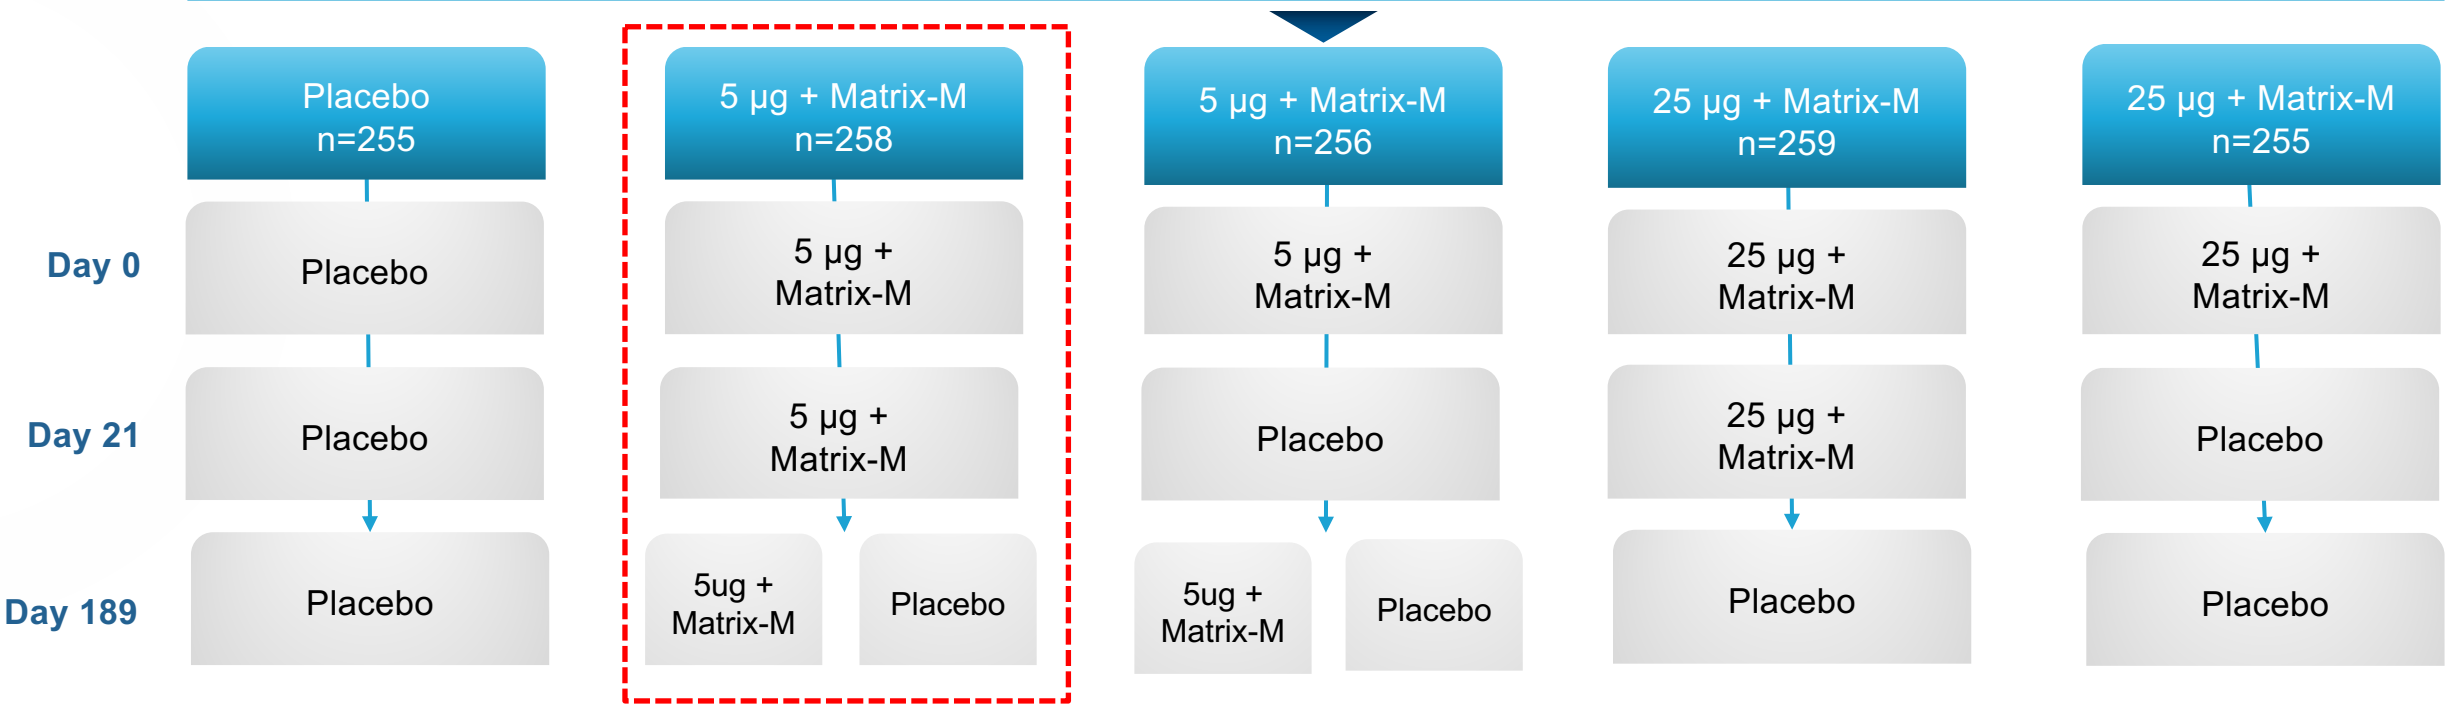 Placebo
n=255
5 µg + Matrix-M
n=258
5 µg + Matrix-M
n=256
25 µg + Matrix-M
n=259
25 µg + Matrix-M
n=255
Day 0
Placebo
5 µg +
Matrix-M
5 µg +
Matrix-M
25 µg +
Matrix-M
25 µg +
Matrix-M
Day 21
Placebo
5 µg +
Matrix-M
Placebo
25 µg +
Matrix-M
Placebo
Day 189
Placebo
5ug +
Matrix-M
Placebo
5ug +
Matrix-M
Placebo
Placebo
Placebo